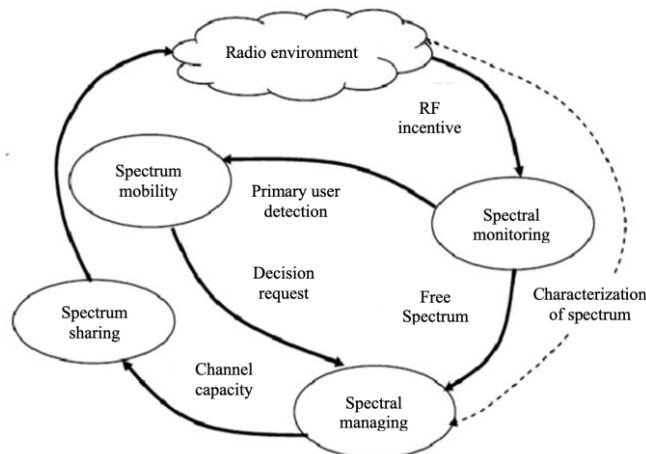 Radio environment
RF
incentive
Spectrum
mobility
Primary user
detection
Spectral
monitoring
Decision
request
Free
Spectrum
Characterization
of spectrum
Spectrum
sharing
Channel
capacity
Spectral
managing